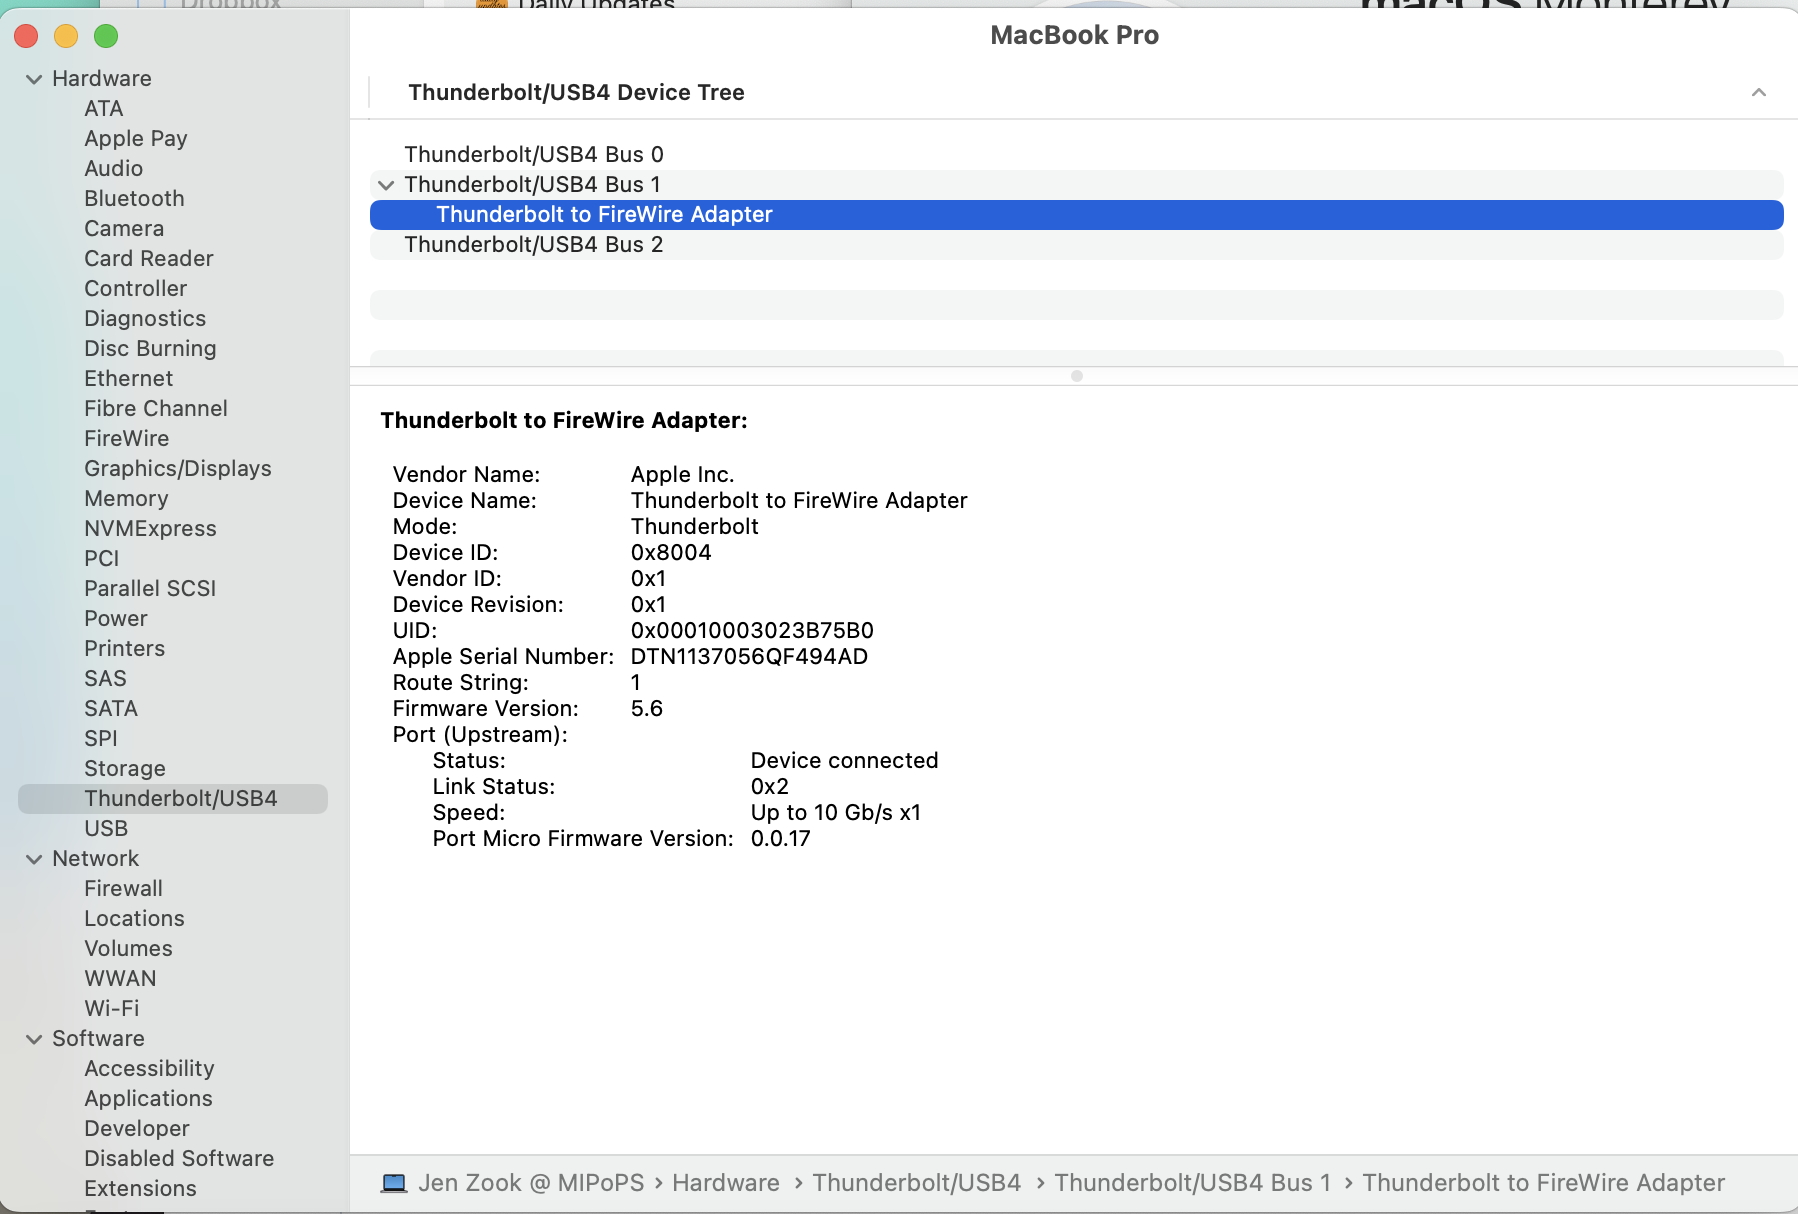 Dropbox
Daily Updates
macOS Monterey
MacBook Pro
Hardware
ATA
Apple Pay
Audio
Bluetooth
Camera
Card Reader
Controller
Diagnostics
Disc Burning
Ethernet
Fibre Channel
FireWire
Graphics/Displays
Memory
NVMExpress
PCI
Parallel SCSI
Power
Printers
SAS
SATA
SPI
Storage
Thunderbolt/USB4
USB
Network
Firewall
Locations
Volumes
WWAN
Wi-Fi
Software
Accessibility
Applications
Developer
Disabled Software
Extensions
Thunderbolt/USB4 Device Tree
Thunderbolt/USB4 Bus 0
Thunderbolt/USB4 Bus 1
Thunderbolt to FireWire Adapter
Thunderbolt/USB4 Bus 2
Thunderbolt to FireWire Adapter:
Vendor Name: Apple Inc.
Device Name: Thunderbolt to FireWire Adapter
Mode: Thunderbolt
Device ID: 0x8004
Vendor ID: 0x1
Device Revision: 0x1
UID: 0x00010003023B75B0
Apple Serial Number: DTN1137056QF494AD
Route String: 1
Firmware Version: 5.6
Port (Upstream):
Status: Device connected
Link Status: 0x2
Speed: Up to 10 Gb/s x1
Port Micro Firmware Version: 0.0.17
Jen Zook @ MIPoPS › Hardware › Thunderbolt/USB4 › Thunderbolt/USB4 Bus 1 › Thunderbolt to FireWire Adapter